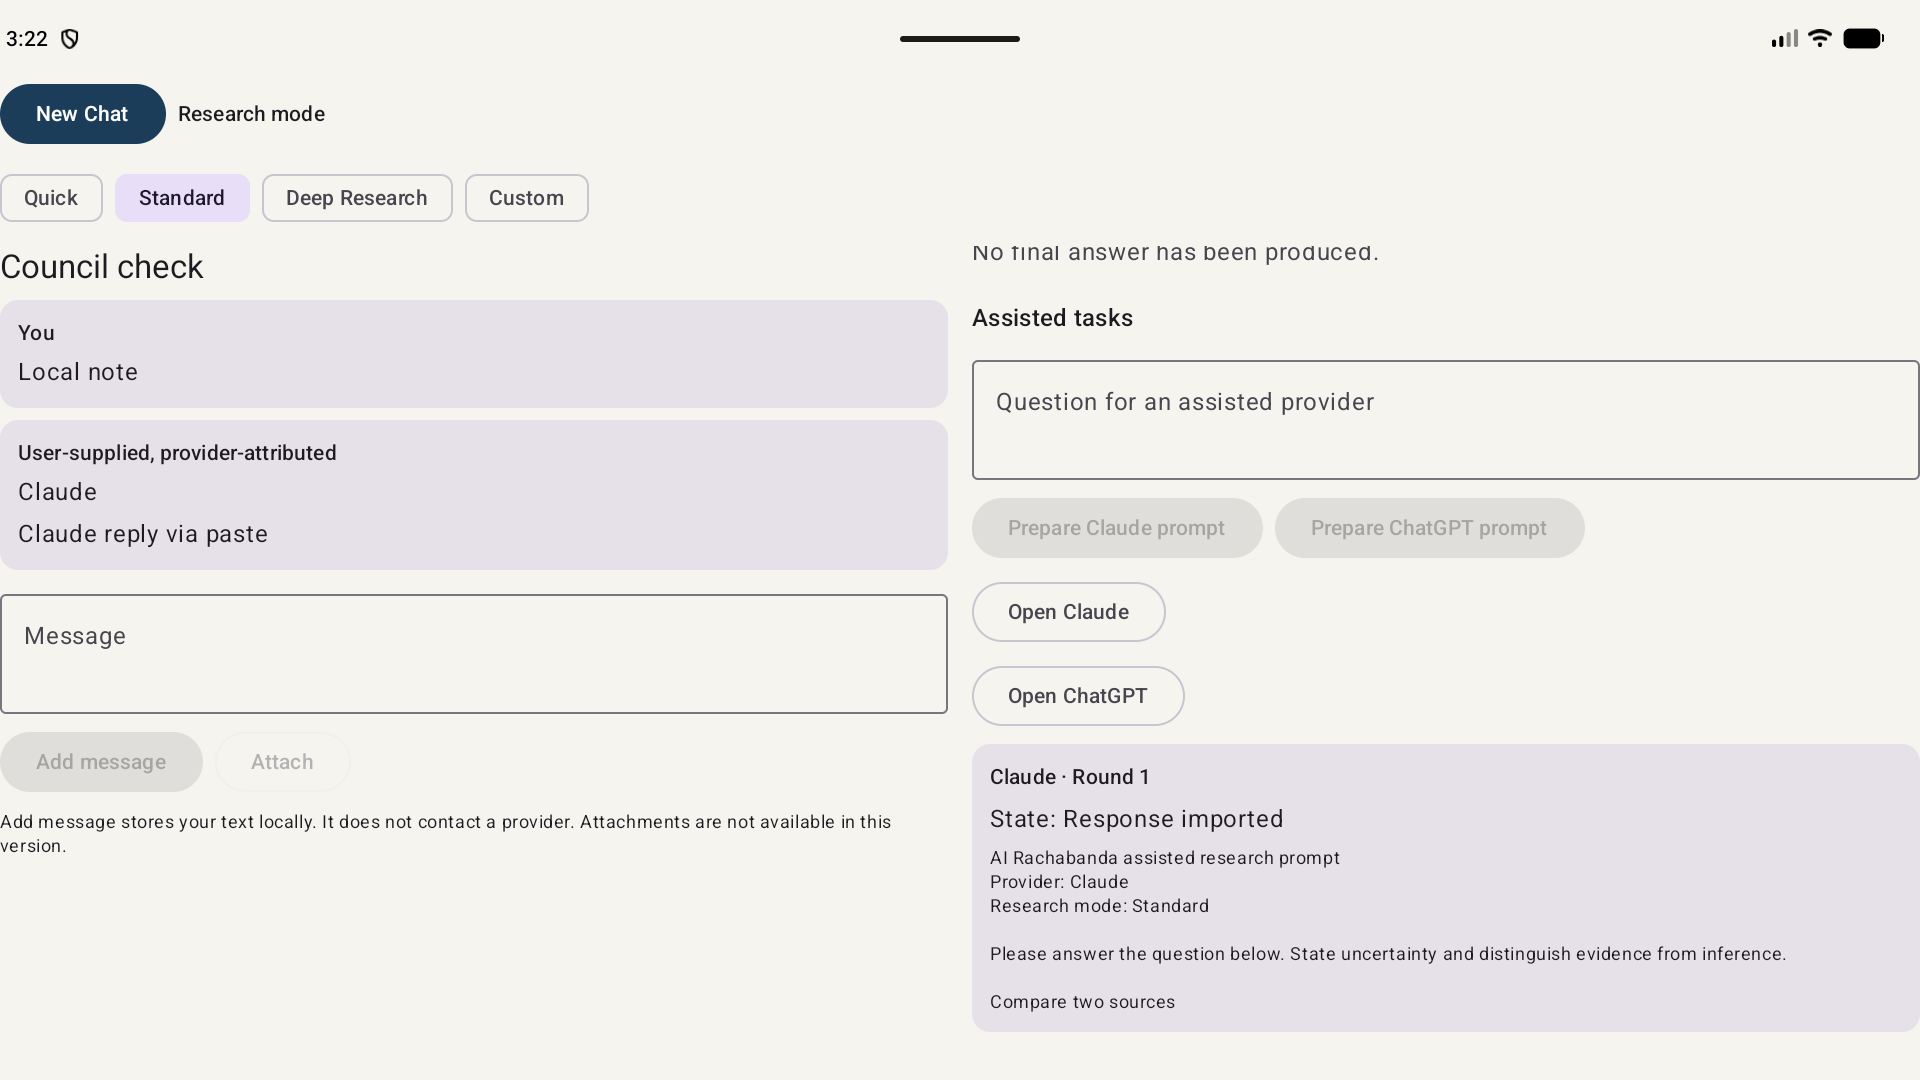 3:22
New Chat
Research mode
Quick
Standard
Deep Research
Custom
Council check
You
Local note
User-supplied, provider-attributed
Claude
Claude reply via paste
Message
Add message
Attach
Add message stores your text locally. It does not contact a provider. Attachments are not available in this
version.
No final answer has been produced.
Assisted tasks
Question for an assisted provider
Prepare Claude prompt
Prepare ChatGPT prompt
Open Claude
Open ChatGPT
Claude · Round 1
State: Response imported
AI Rachabanda assisted research prompt
Provider: Claude
Research mode: Standard
Please answer the question below. State uncertainty and distinguish evidence from inference.
Compare two sources